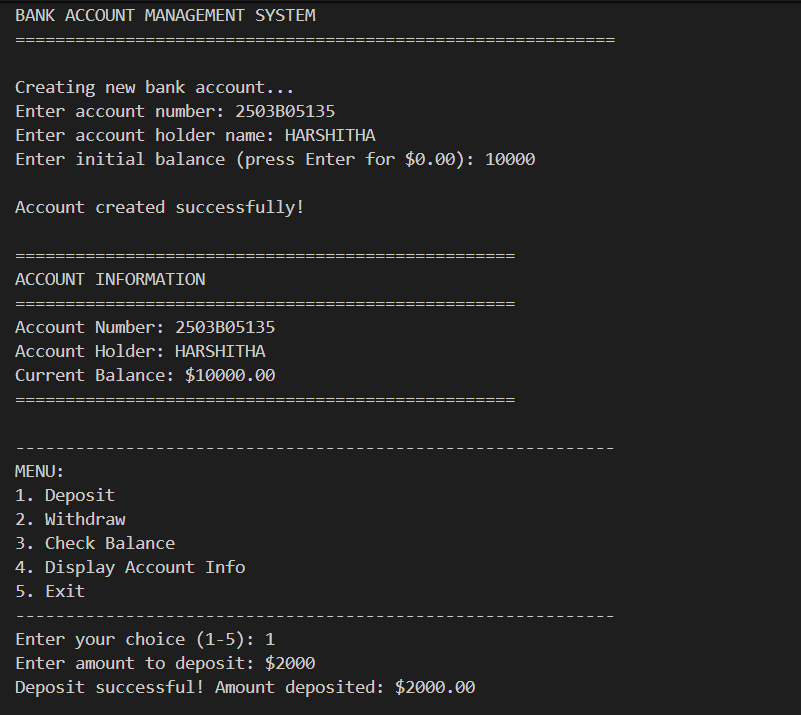 BANK ACCOUNT MANAGEMENT SYSTEM
============================================================
Creating new bank account...
Enter account number: 2503B05135
Enter account holder name: HARSHITHA
Enter initial balance (press Enter for $0.00): 10000
Account created successfully!
==================================================
ACCOUNT INFORMATION
==================================================
Account Number: 2503B05135
Account Holder: HARSHITHA
Current Balance: $10000.00
==================================================
------------------------------------------------------------
MENU:
1. Deposit
2. Withdraw
3. Check Balance
4. Display Account Info
5. Exit
------------------------------------------------------------
Enter your choice (1-5): 1
Enter amount to deposit: $2000
Deposit successful! Amount deposited: $2000.00